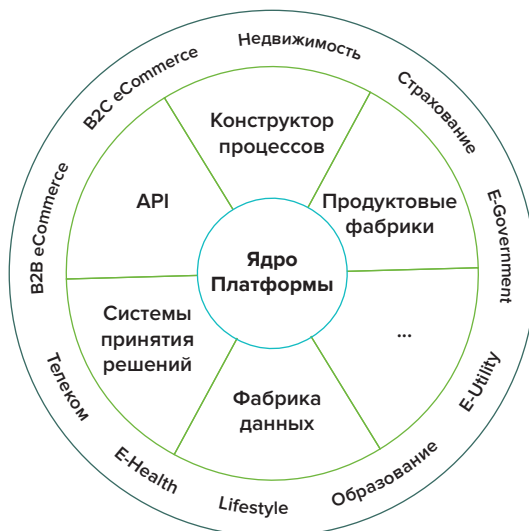 Недвижимость
Страхование
E-Government
E-Utility
Образование
Lifestyle
E-Health
Телеком
B2B eCommerce
B2C eCommerce
Конструктор
процессов
Продуктовые
фабрики
...
Фабрика
данных
Системы
принятия
решений
API
Ядро
Платформы